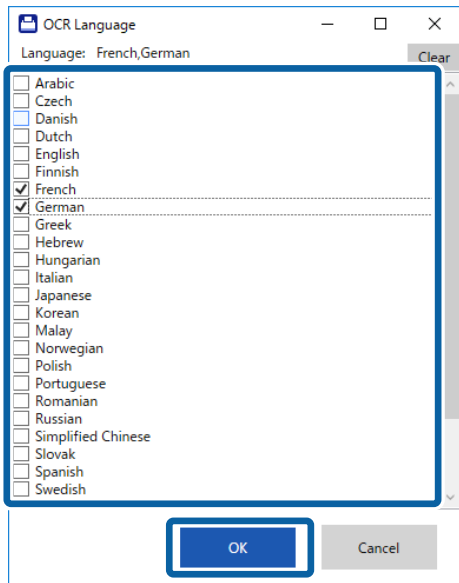 OCR Language
Language: French,German
Clear
Arabic
Czech
Danish
Dutch
English
Finnish
French
German
Greek
Hebrew
Hungarian
Italian
Japanese
Korean
Malay
Norwegian
Polish
Portuguese
Romanian
Russian
Simplified Chinese
Slovak
Spanish
Swedish
OK Cancel